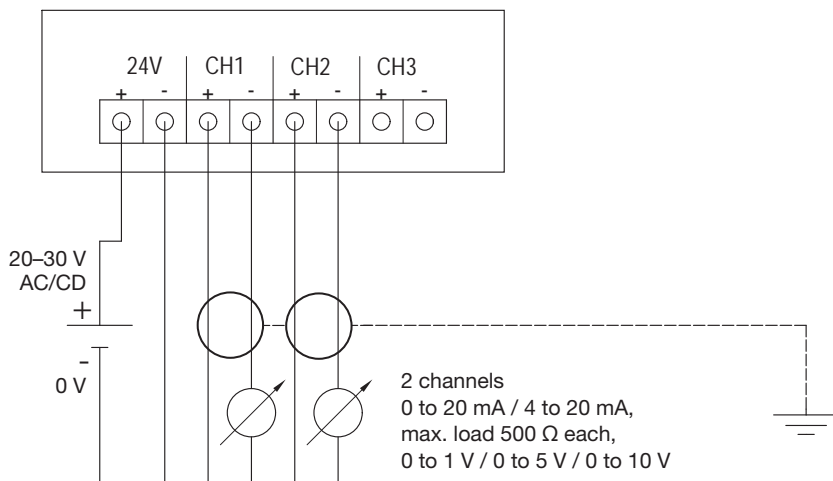 24V CH1 CH2 CH3
+ - + - + - + -
20–30 V
AC/CD
+
-
0 V
2 channels
0 to 20 mA / 4 to 20 mA,
max. load 500 Ω each,
0 to 1 V / 0 to 5 V / 0 to 10 V